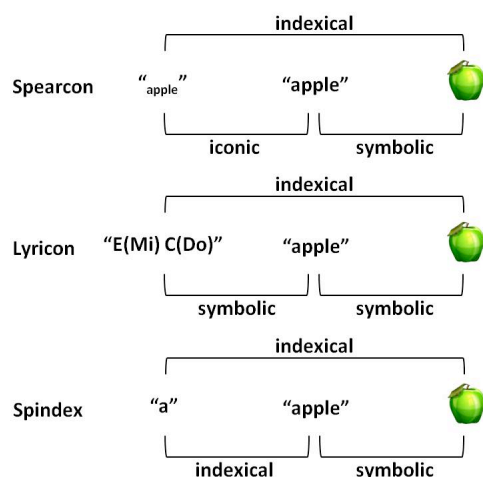 indexical
Spearcon “apple” “apple”
iconic symbolic
indexical
Lyricon “E(Mi) C(Do)” “apple”
symbolic symbolic
indexical
Spindex “a” “apple”
indexical symbolic